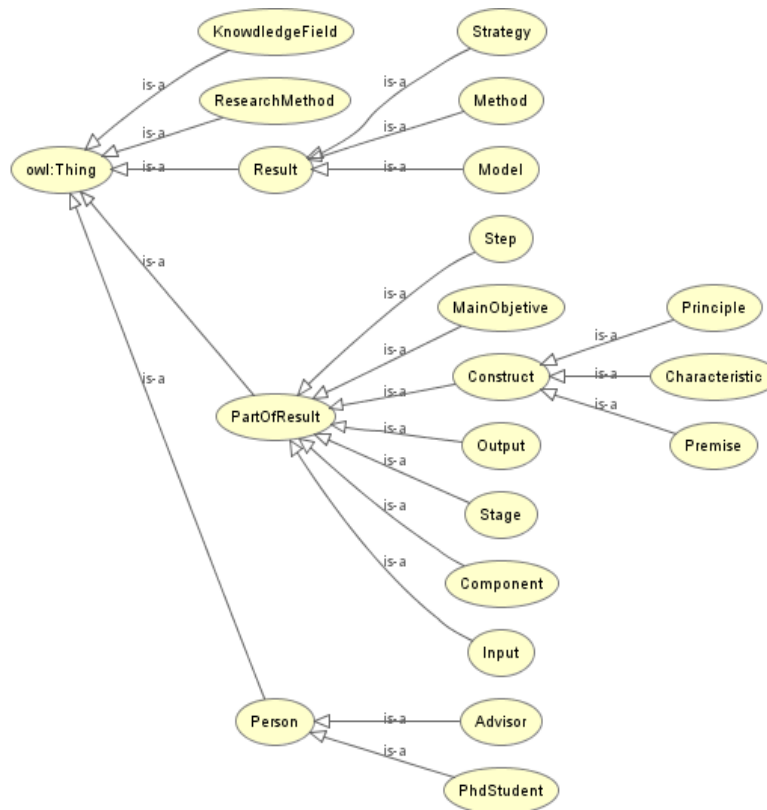 KnowdledgeField
Strategy
is-a
is-a
ResearchMethod
Method
is-a
is-a
owl:Thing
is-a
Result
is-a
Model
Step
is-a
is-a
MainObjetive
Principle
is-a
is-a
is-a
Construct
is-a
Characteristic
is-a
is-a
PartOfResult
is-a
Output
Premise
is-a
Stage
is-a
Component
is-a
Input
Person
is-a
Advisor
is-a
PhdStudent